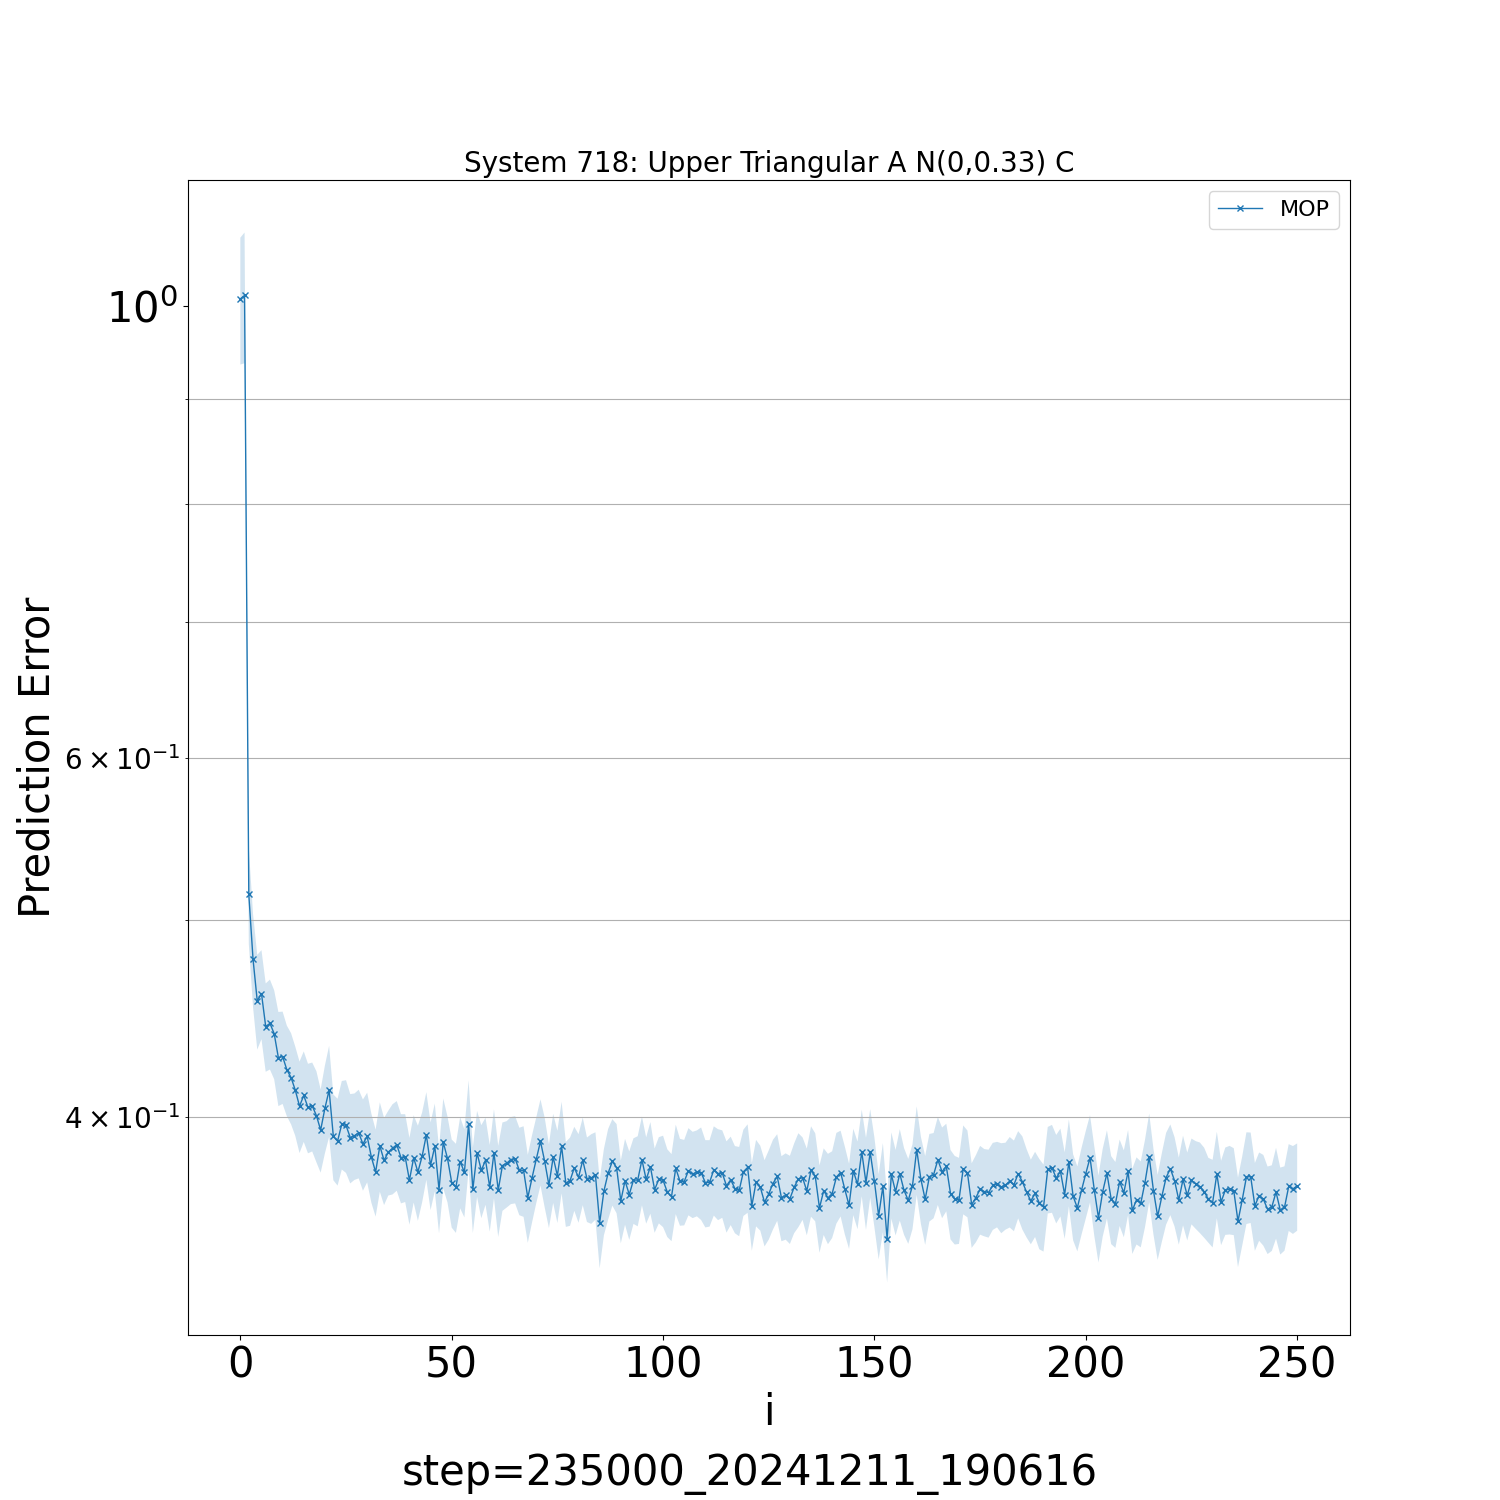 System 718: Upper Triangular A N(0,0.33) C
MOP
10⁰
6 × 10⁻¹
4 × 10⁻¹
Prediction Error
0 50 100 150 200 250
i
step=235000_20241211_190616